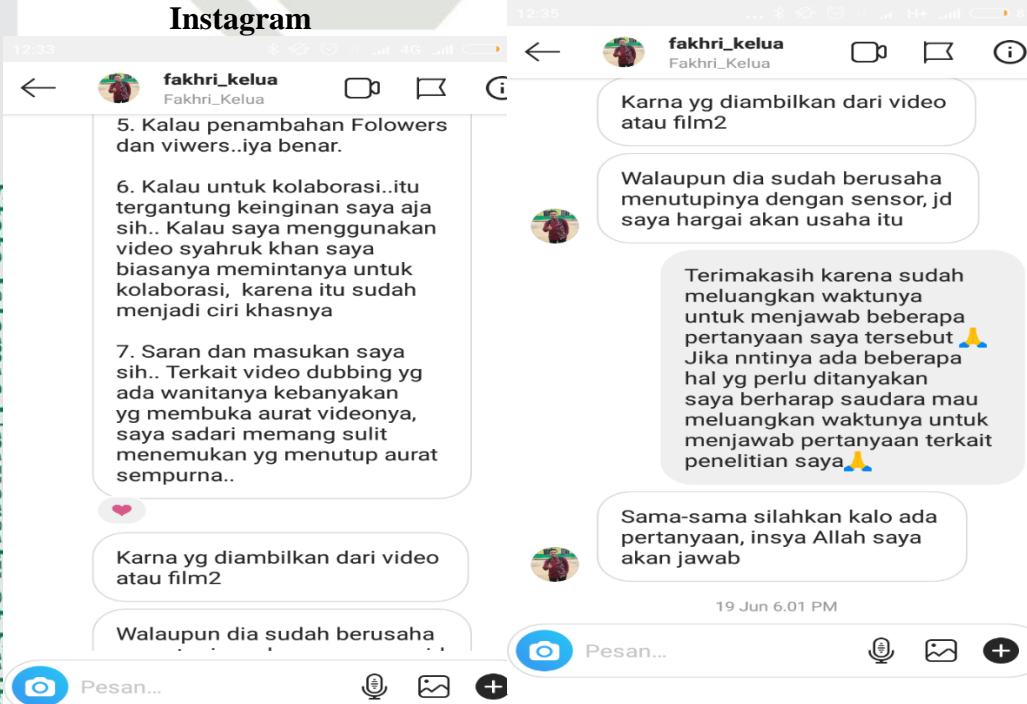 Instagram
12:33
4G
fakhri_kelua
Fakhri_Kelua
5. Kalau penambahan Folowers
dan viwers..iya benar.
6. Kalau untuk kolaborasi..itu
tergantung keinginan saya aja
sih.. Kalau saya menggunakan
video syahruk khan saya
biasanya memintanya untuk
kolaborasi, karena itu sudah
menjadi ciri khasnya
7. Saran dan masukan saya
sih.. Terkait video dubbing yg
ada wanitanya kebanyakan
yg membuka aurat videonya,
saya sadari memang sulit
menemukan yg menutup aurat
sempurna..
Karna yg diambilkan dari video
atau film2
Walaupun dia sudah berusaha
Pesan...
12:35
H+
fakhri_kelua
Fakhri_Kelua
Karna yg diambilkan dari video
atau film2
Walaupun dia sudah berusaha
menutupinya dengan sensor, jd
saya hargai akan usaha itu
Terimakasih karena sudah
meluangkan waktunya
untuk menjawab beberapa
pertanyaan saya tersebut 🙏
Jika nntinya ada beberapa
hal yg perlu ditanyakan
saya berharap saudara mau
meluangkan waktunya untuk
menjawab pertanyaan terkait
penelitian saya🙏
Sama-sama silahkan kalo ada
pertanyaan, insya Allah saya
akan jawab
19 Jun 6.01 PM
Pesan...